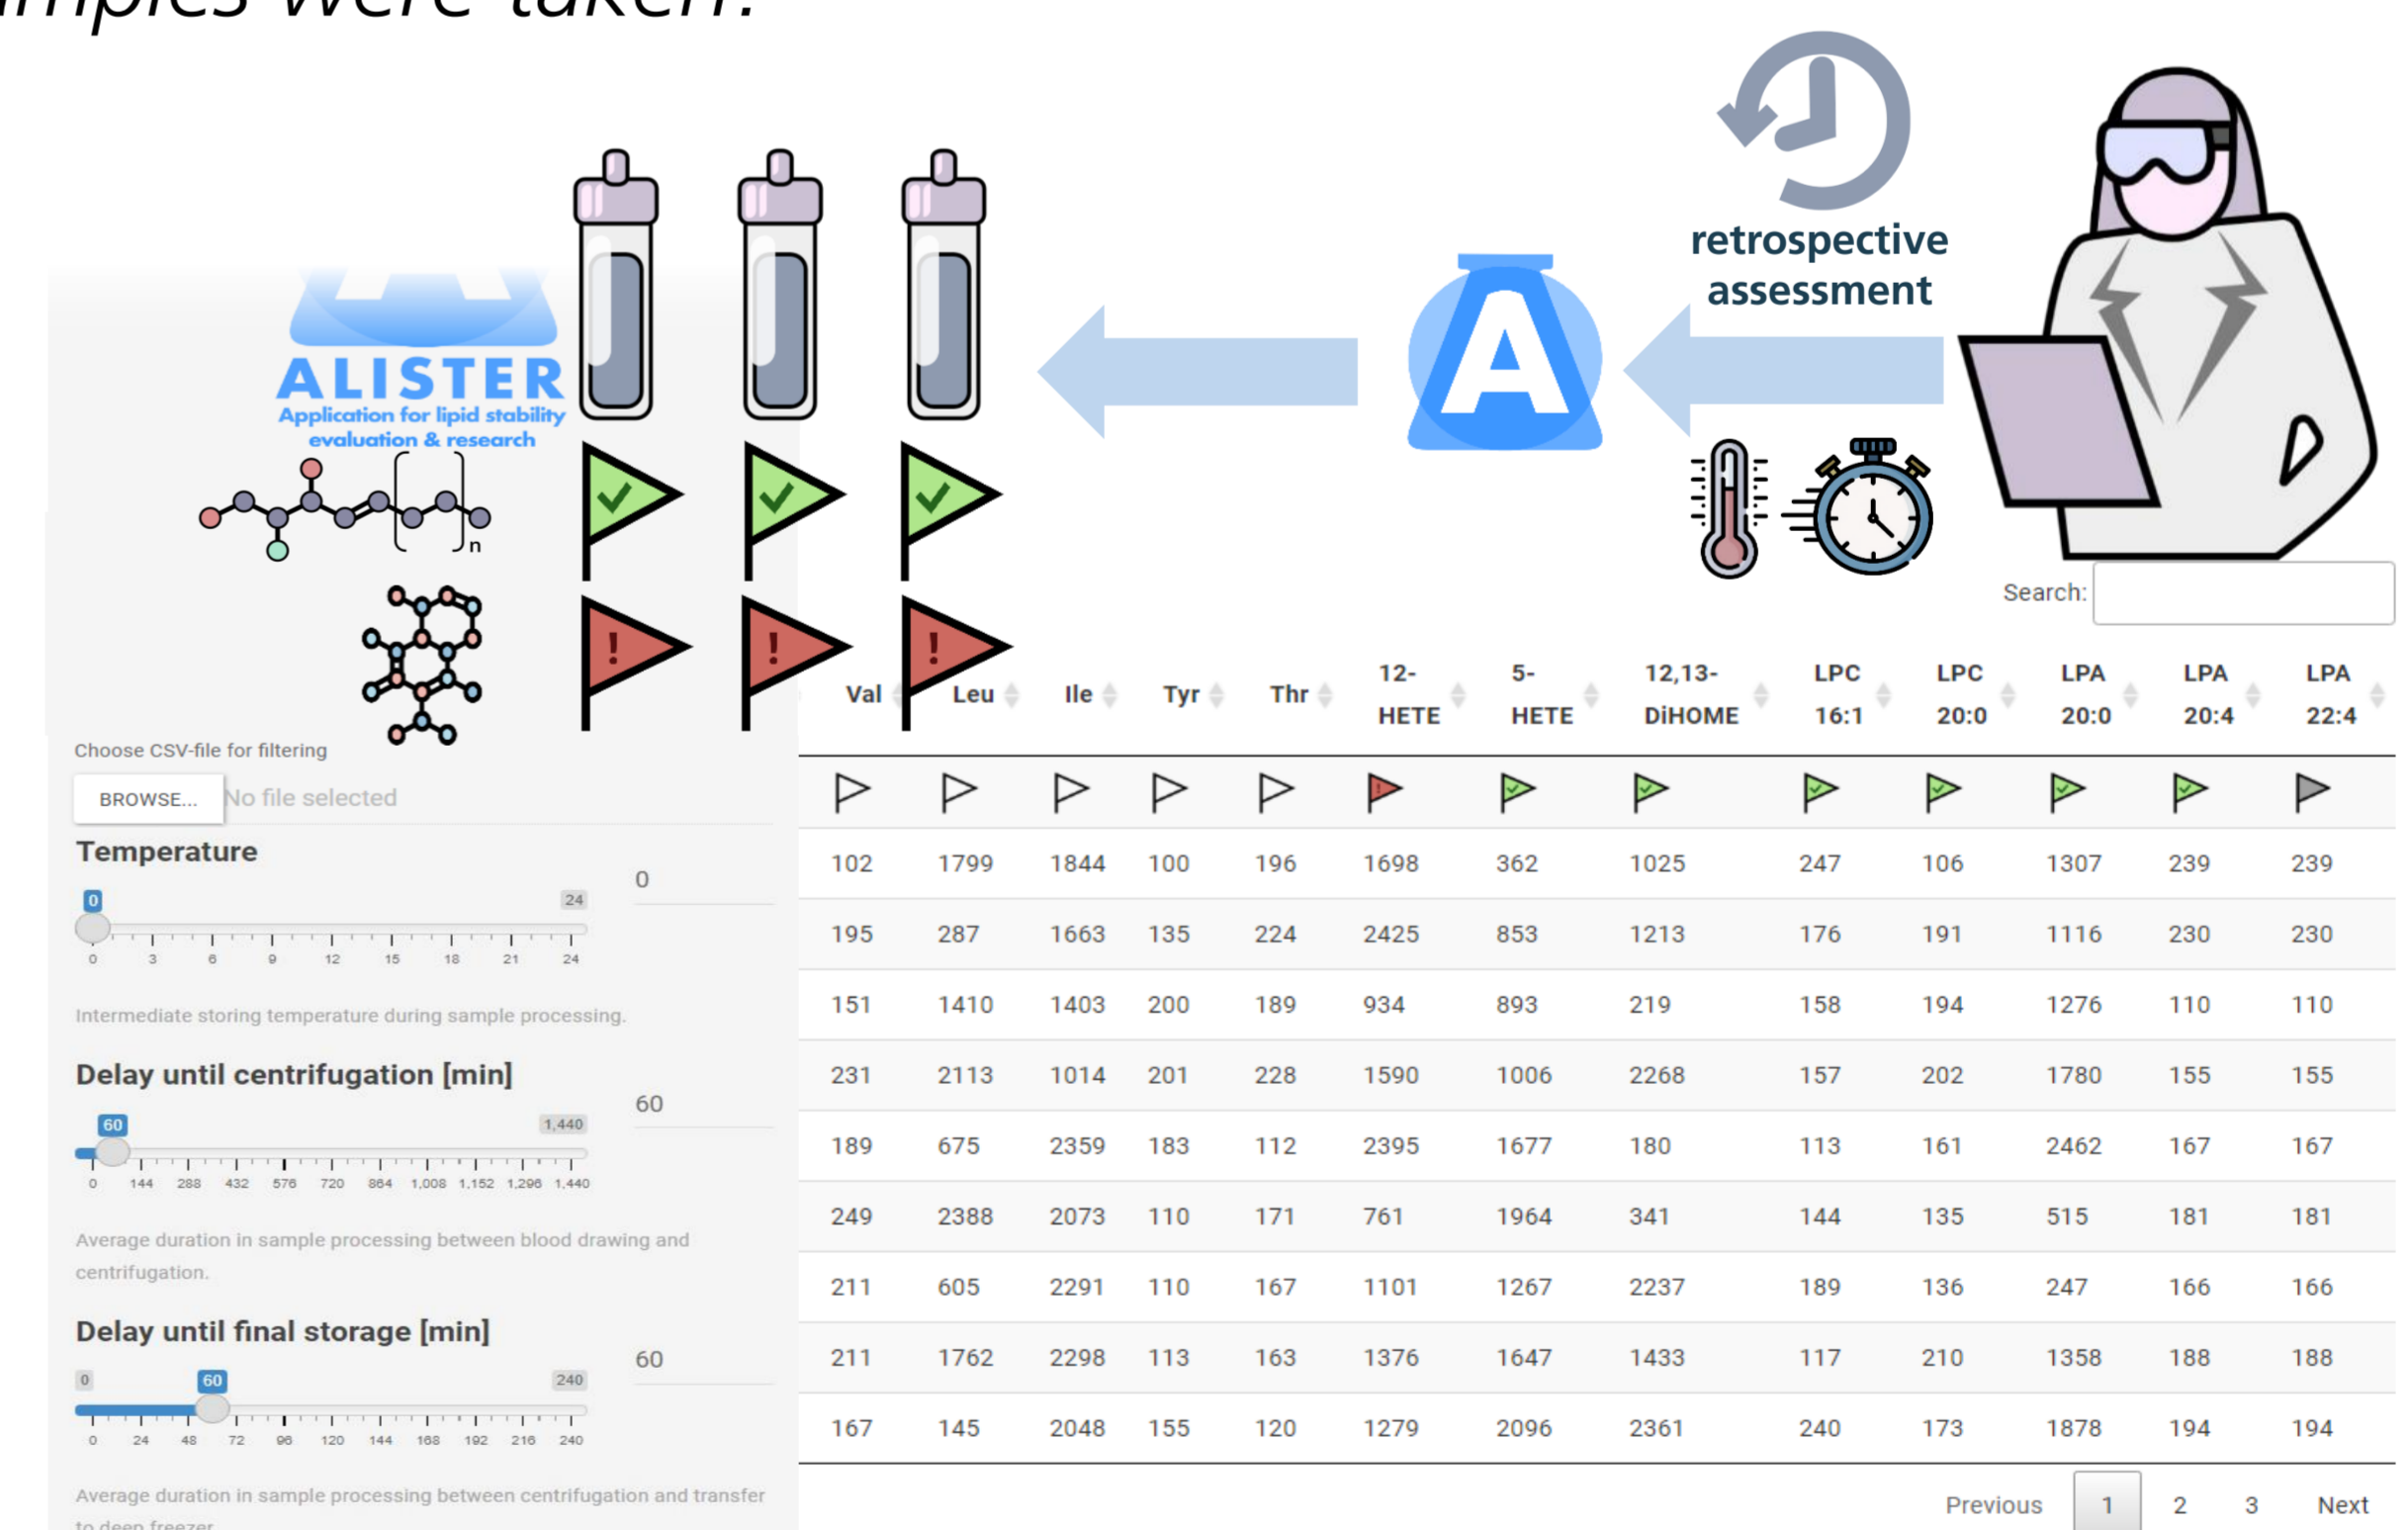 samples were taken?
retrospective
assessment
A
ALISTER
Application for lipid stability
evaluation & research
n
Search:
Val Leu Ile Tyr Thr 12-HETE 5-HETE 12,13-DiHOME LPC 16:1 LPC 20:0 LPA 20:0 LPA 20:4 LPA 22:4
102 1799 1844 100 196 1698 362 1025 247 106 1307 239 239
195 287 1663 135 224 2425 853 1213 176 191 1116 230 230
151 1410 1403 200 189 934 893 219 158 194 1276 110 110
231 2113 1014 201 228 1590 1006 2268 157 202 1780 155 155
189 675 2359 183 112 2395 1677 180 113 161 2462 167 167
249 2388 2073 110 171 761 1964 341 144 135 515 181 181
211 605 2291 110 167 1101 1267 2237 189 136 247 166 166
211 1762 2298 113 163 1376 1647 1433 117 210 1358 188 188
167 145 2048 155 120 1279 2096 2361 240 173 1878 194 194
Previous 1 2 3 Next
Choose CSV-file for filtering
BROWSE... No file selected
Temperature
0
0 24
0 3 6 9 12 15 18 21 24
Intermediate storing temperature during sample processing.
Delay until centrifugation [min]
60
60 1,440
0 144 288 432 576 720 864 1,008 1,152 1,296 1,440
Average duration in sample processing between blood drawing and
centrifugation.
Delay until final storage [min]
60
0 60 240
0 24 48 72 96 120 144 168 192 216 240
Average duration in sample processing between centrifugation and transfer
to deep freezer.